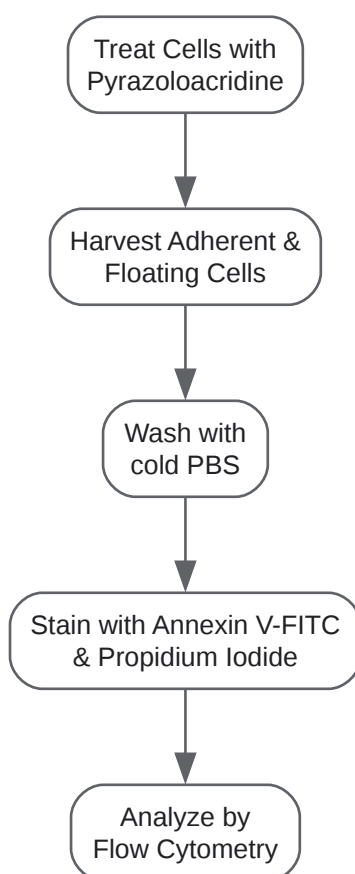 Treat Cells with
Pyrazoloacridine
Harvest Adherent &
Floating Cells
Wash with
cold PBS
Stain with Annexin V-FITC
& Propidium Iodide
Analyze by
Flow Cytometry